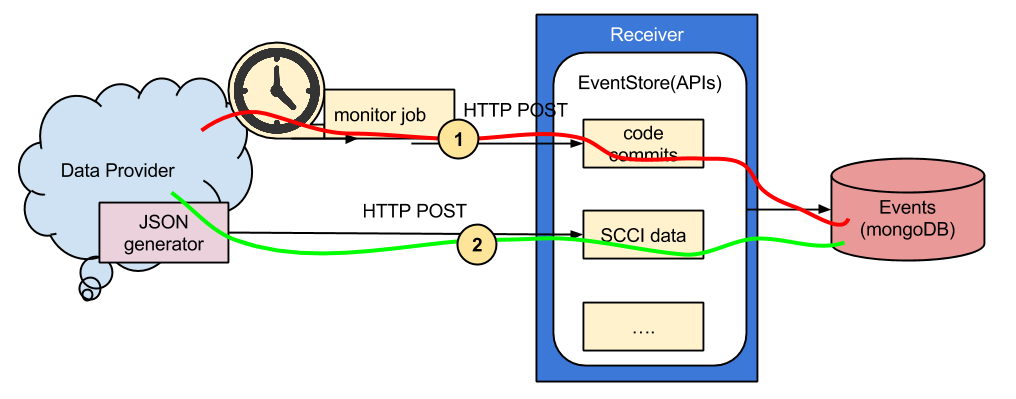 Receiver
EventStore(APIs)
HTTP POST
monitor job
1
code
commits
Data Provider
Events
(mongoDB)
HTTP POST
JSON
generator
2
SCCI data
....